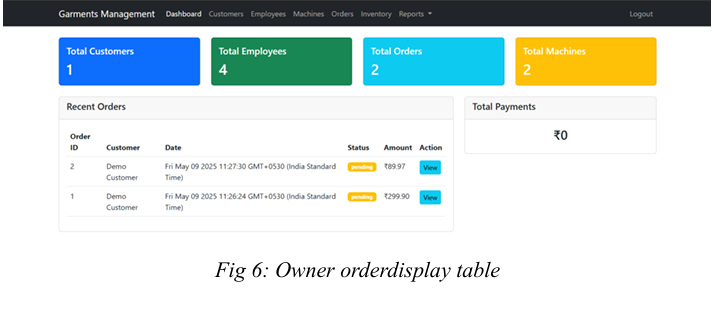 Garments Management Dashboard Customers Employees Machines Orders Inventory Reports Logout
Total Customers
1
Total Employees
4
Total Orders
2
Total Machines
2
Recent Orders
Order ID Customer Date Status Amount Action
2 Demo Customer Fri May 09 2025 11:27:30 GMT+0530 (India Standard Time) pending ₹89.97 View
1 Demo Customer Fri May 09 2025 11:26:24 GMT+0530 (India Standard Time) pending ₹299.90 View
Total Payments
₹0
Fig 6: Owner orderdisplay table